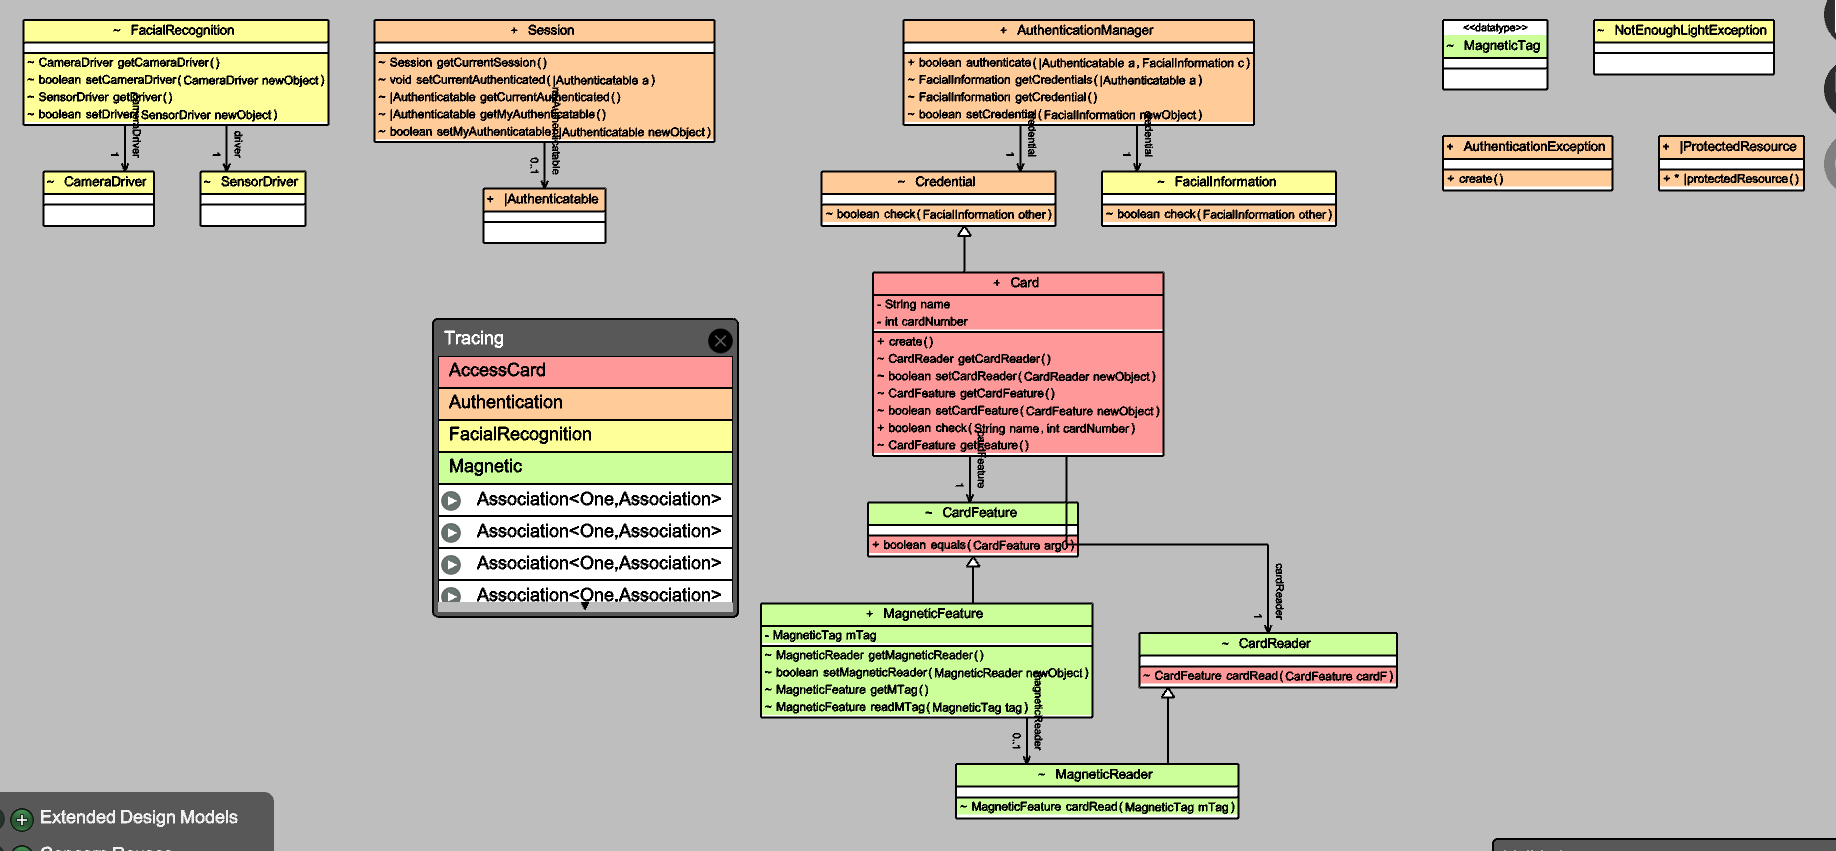 ~ FacialRecognition
~ CameraDriver getCameraDriver()
~ boolean setCameraDriver(CameraDriver newObject)
~ SensorDriver getDriver()
~ boolean setDriver(SensorDriver newObject)
cameraDriver
1
driver
1
~ CameraDriver
~ SensorDriver
+ Session
~ Session getCurrentSession()
~ void setCurrentAuthenticated(|Authenticatable a)
~ |Authenticatable getCurrentAuthenticated()
~ |Authenticatable getMyAuthenticatable()
~ boolean setMyAuthenticatable(|Authenticatable newObject)
myAuthenticatable
0..1
+ |Authenticatable
+ AuthenticationManager
+ boolean authenticate(|Authenticatable a, FacialInformation c)
~ FacialInformation getCredentials(|Authenticatable a)
~ FacialInformation getCredential()
~ boolean setCredential(FacialInformation newObject)
credential
1
credential
1
~ Credential
~ boolean check(FacialInformation other)
~ FacialInformation
~ boolean check(FacialInformation other)
<<datatype>>
~ MagneticTag
~ NotEnoughLightException
+ AuthenticationException
+ create()
+ |ProtectedResource
+ * |protectedResource()
+ Card
- String name
- int cardNumber
+ create()
~ CardReader getCardReader()
~ boolean setCardReader(CardReader newObject)
~ CardFeature getCardFeature()
~ boolean setCardFeature(CardFeature newObject)
+ boolean check(String name, int cardNumber)
~ CardFeature getFeature()
cardFeature
1
~ CardFeature
+ boolean equals(CardFeature arg0)
cardReader
1
+ MagneticFeature
- MagneticTag mTag
~ MagneticReader getMagneticReader()
~ boolean setMagneticReader(MagneticReader newObject)
~ MagneticFeature getMTag()
~ MagneticFeature readMTag(MagneticTag tag)
magneticReader
0..1
~ CardReader
~ CardFeature cardRead(CardFeature cardF)
~ MagneticReader
~ MagneticFeature cardRead(MagneticTag mTag)
Tracing
AccessCard
Authentication
FacialRecognition
Magnetic
Association<One,Association>
Association<One,Association>
Association<One,Association>
Association<One,Association>
Extended Design Models